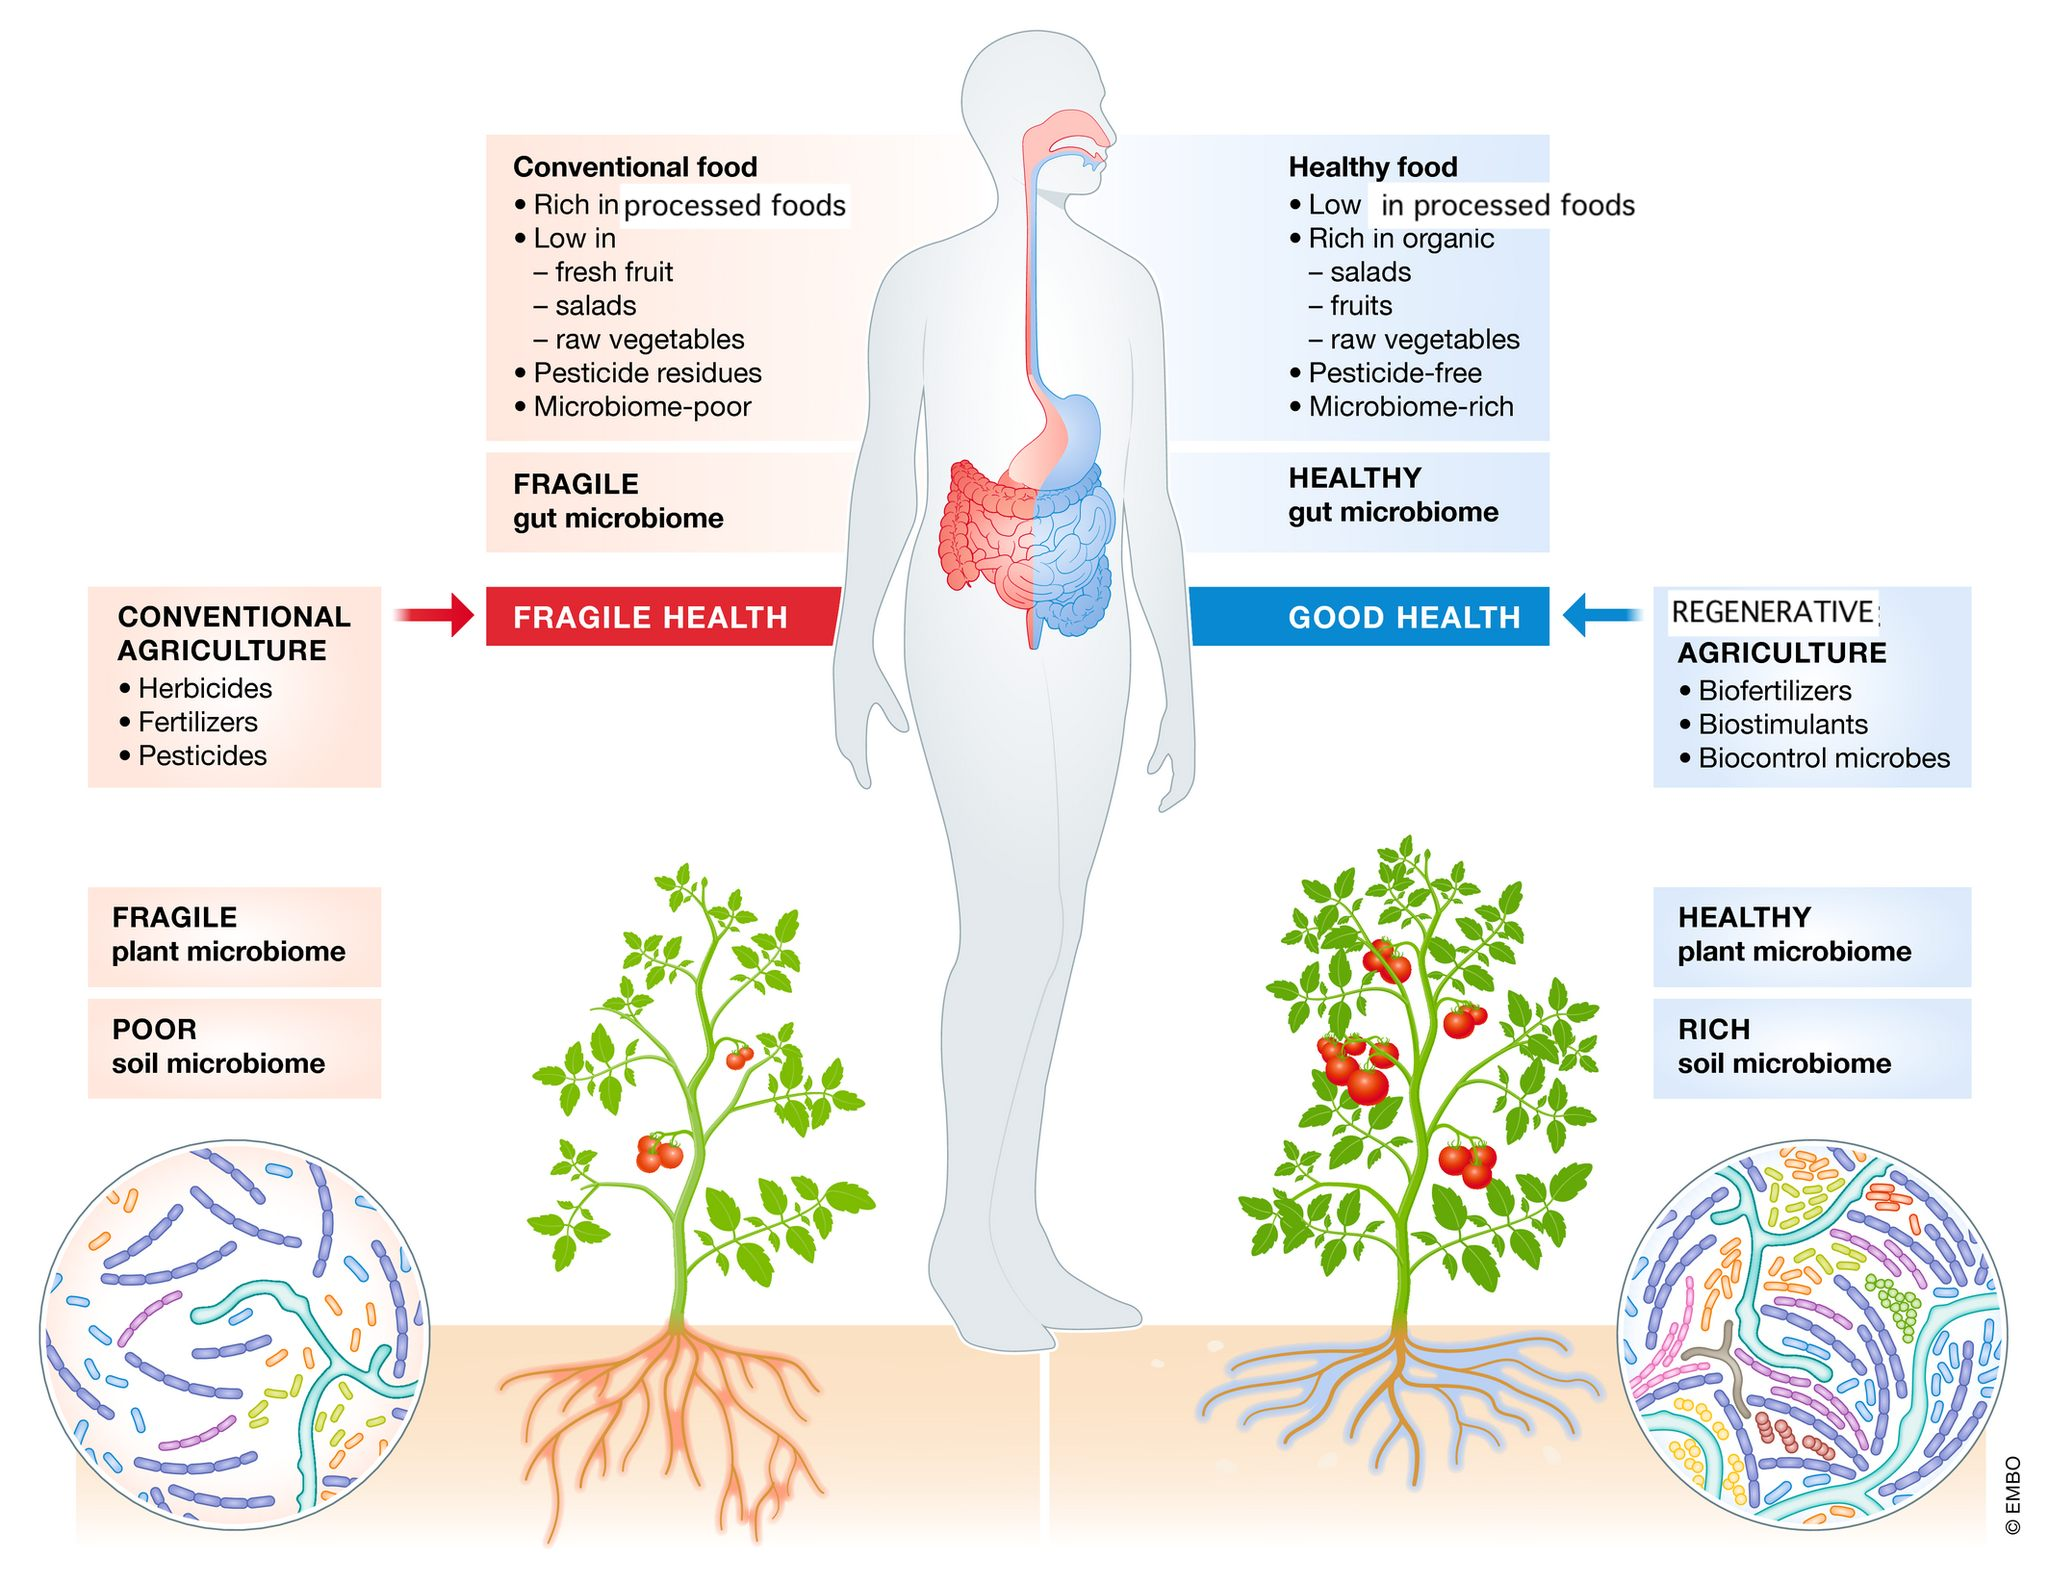 Conventional food
• Rich in processed foods
• Low in
– fresh fruit
– salads
– raw vegetables
• Pesticide residues
• Microbiome-poor
FRAGILE
gut microbiome
FRAGILE HEALTH
Healthy food
• Low in processed foods
• Rich in organic
– salads
– fruits
– raw vegetables
• Pesticide-free
• Microbiome-rich
HEALTHY
gut microbiome
GOOD HEALTH
CONVENTIONAL
AGRICULTURE
• Herbicides
• Fertilizers
• Pesticides
FRAGILE
plant microbiome
POOR
soil microbiome
REGENERATIVE
AGRICULTURE
• Biofertilizers
• Biostimulants
• Biocontrol microbes
HEALTHY
plant microbiome
RICH
soil microbiome
© EMBO